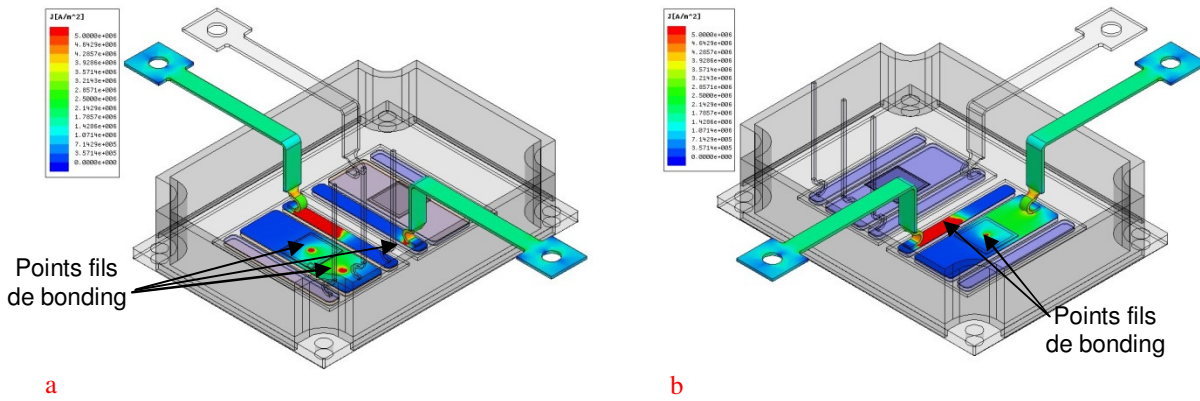 J[A/m^2]
5.0000e+006
4.6429e+006
4.2857e+006
3.9286e+006
3.5714e+006
3.2143e+006
2.8571e+006
2.5000e+006
2.1429e+006
1.7857e+006
1.4286e+006
1.0714e+006
7.1429e+005
3.5714e+005
0.0000e+000
Points fils
de bonding
a
b
J[A/m^2]
5.0000e+006
4.6429e+006
4.2857e+006
3.9286e+006
3.5714e+006
3.2143e+006
2.8571e+006
2.5000e+006
2.1429e+006
1.7857e+006
1.4286e+006
1.0714e+006
7.1429e+005
3.5714e+005
0.0000e+000
Points fils
de bonding